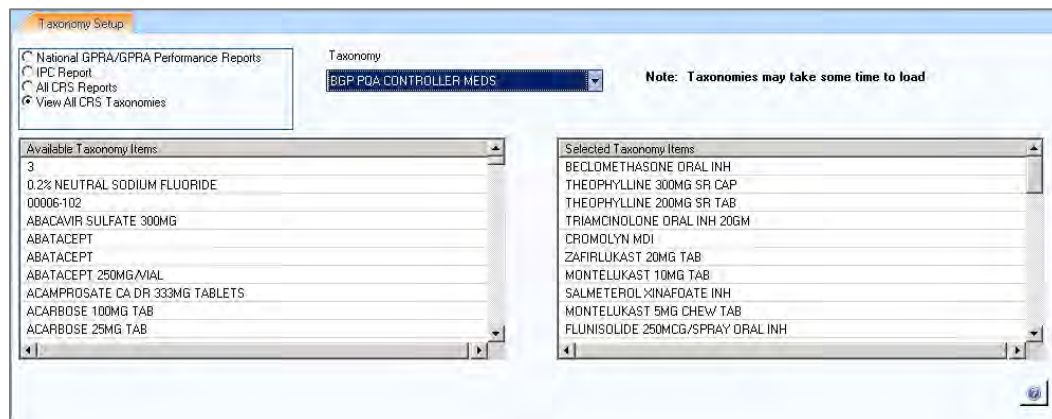 Taxonomy Setup
National GPRA/GPRA Performance Reports
IPC Report
All CRS Reports
View All CRS Taxonomies
Taxonomy
BGP PQA CONTROLLER MEDS
Note: Taxonomies may take some time to load
Available Taxonomy Items
3
0.2% NEUTRAL SODIUM FLUORIDE
00006-102
ABACAVIR SULFATE 300MG
ABATACEPT
ABATACEPT
ABATACEPT 250MG/VIAL
ACAMPROSATE CA DR 333MG TABLETS
ACARBOSE 100MG TAB
ACARBOSE 25MG TAB
Selected Taxonomy Items
BECLOMETHASONE ORAL INH
THEOPHYLLINE 300MG SR CAP
THEOPHYLLINE 200MG SR TAB
TRIAMCINOLONE ORAL INH 20GM
CROMOLYN MDI
ZAFIRLUKAST 20MG TAB
MONTELUKAST 10MG TAB
SALMETEROL XINAFOATE INH
MONTELUKAST 5MG CHEW TAB
FLUNISOLIDE 250MCG/SPRAY ORAL INH